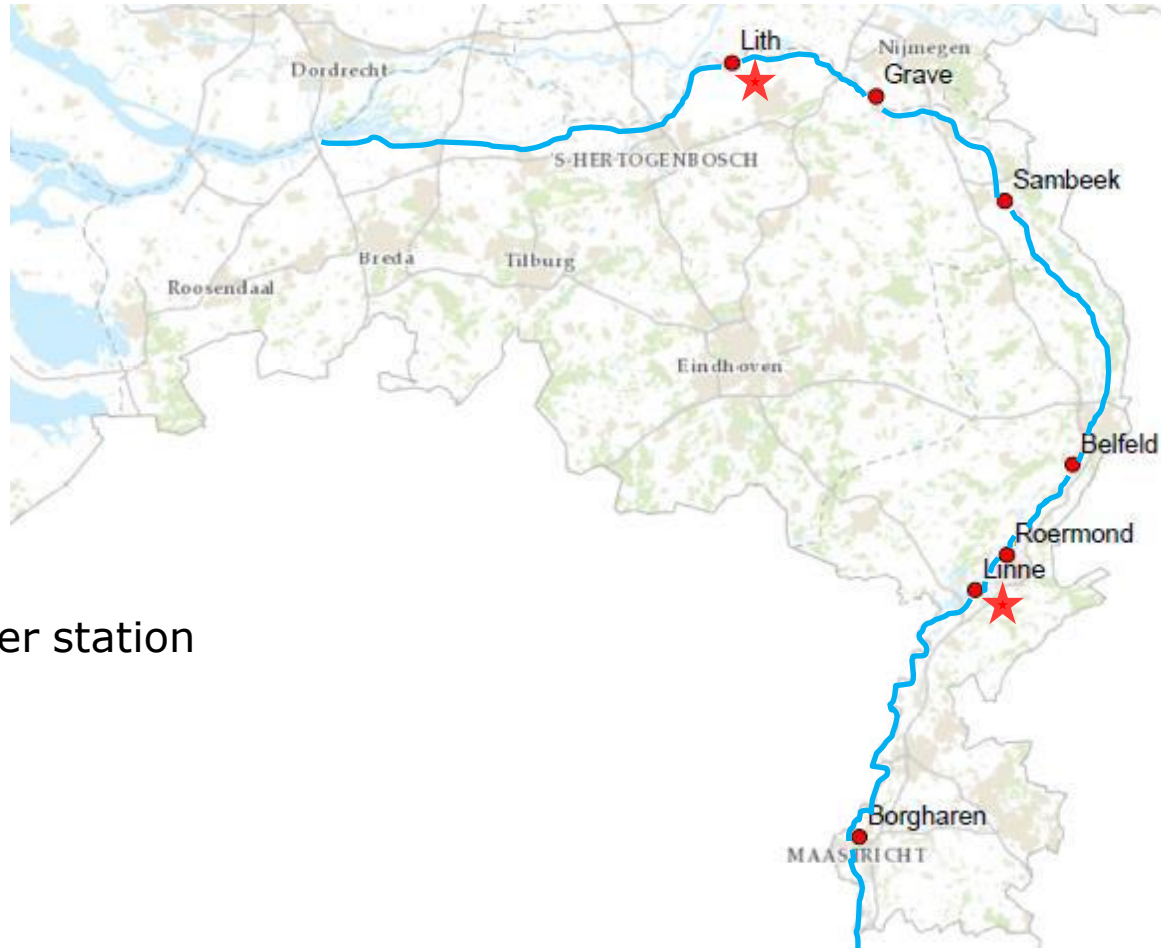 Lith
Nijmegen
Dordrecht
Grave
'S-HERTOGENBOSCH
Sambeek
Breda
Tilburg
Roosendaal
Eindhoven
Belfeld
Roermond
Linne
er station
Borgharen
MAASTRICHT